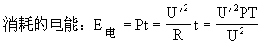 消耗的电能：E电 = Pt = U'²/R t = U'²PT/U²